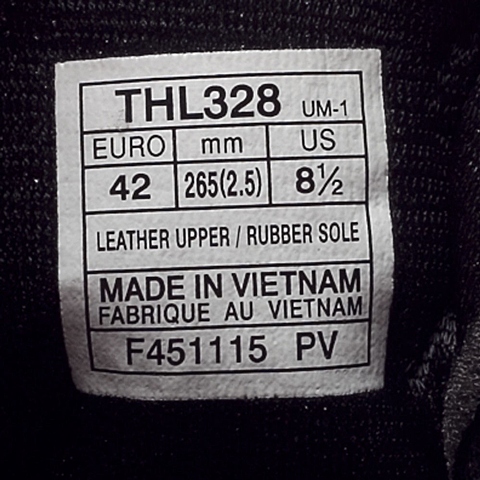 THL328 UM-1
EURO mm US
42 265(2.5) 8½
LEATHER UPPER / RUBBER SOLE
MADE IN VIETNAM
FABRIQUE AU VIETNAM
F451115 PV